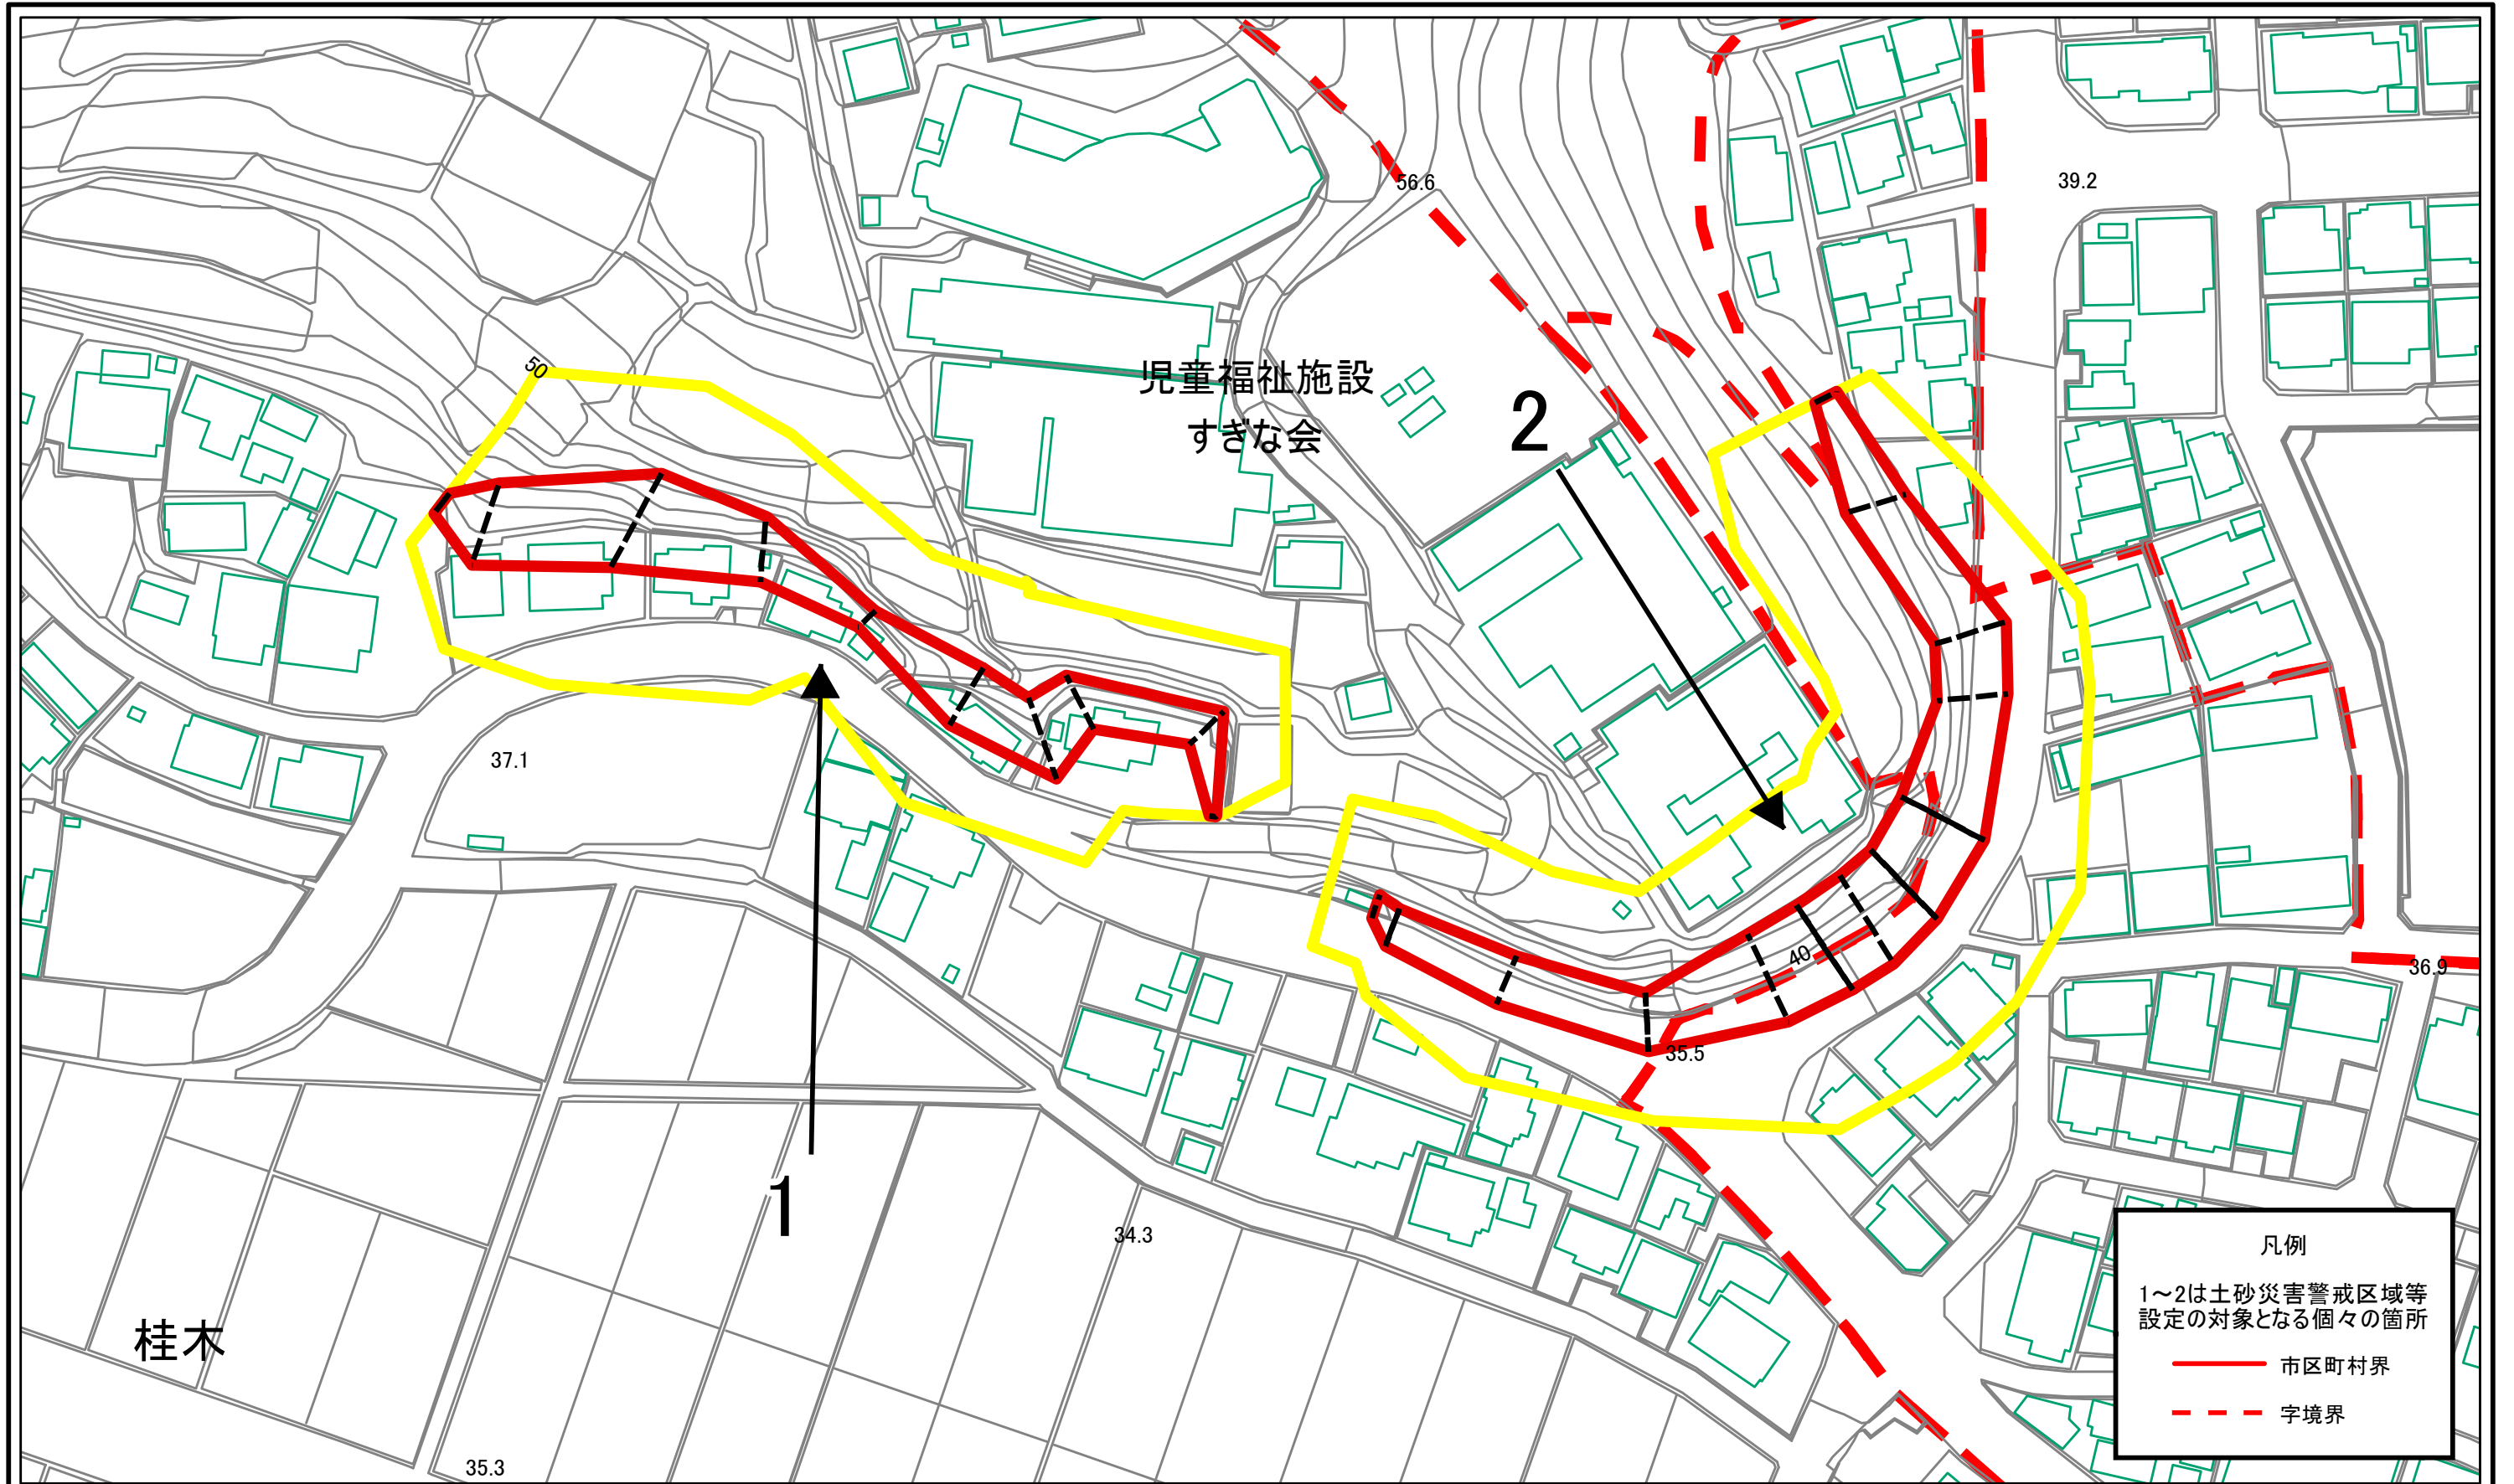 56.6
39.2
50
児童福祉施設
すぎな会
2
37.1
40
36.9
35.5
1
34.3
桂木
35.3
凡例
1~2は土砂災害警戒区域等
設定の対象となる個々の箇所
市区町村界
字境界